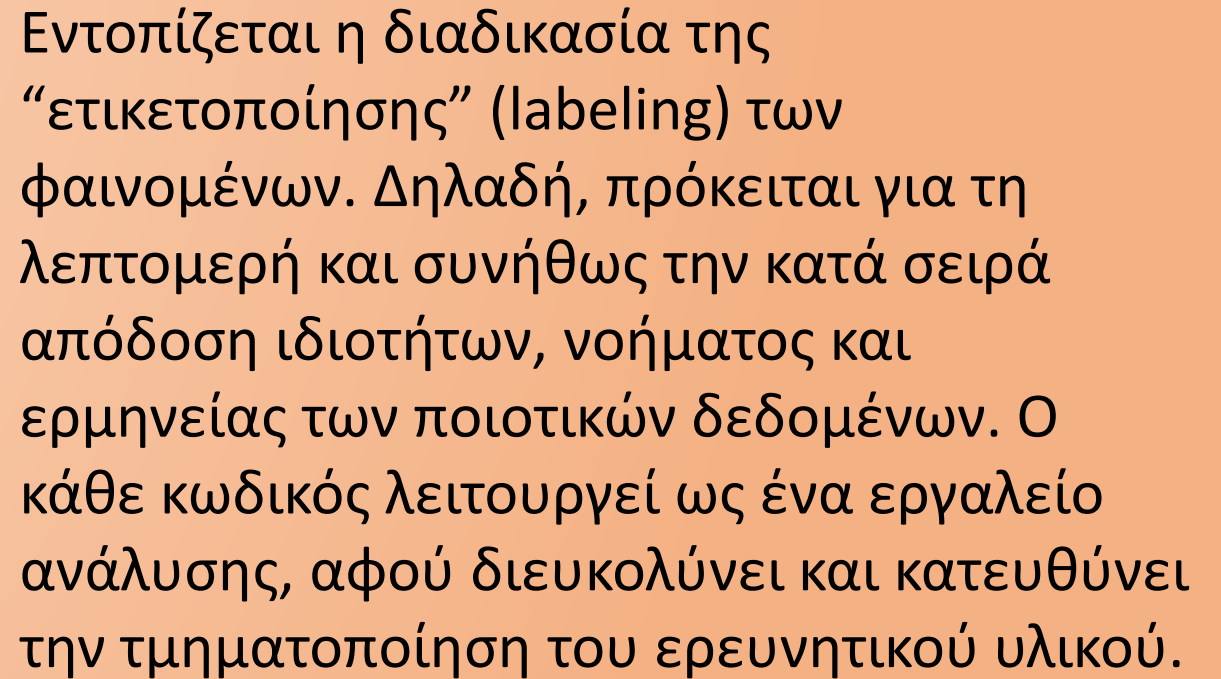 Εντοπίζεται η διαδικασία της
“ετικετοποίησης” (labeling) των
φαινομένων. Δηλαδή, πρόκειται για τη
λεπτομερή και συνήθως την κατά σειρά
απόδοση ιδιοτήτων, νοήματος και
ερμηνείας των ποιοτικών δεδομένων. Ο
κάθε κωδικός λειτουργεί ως ένα εργαλείο
ανάλυσης, αφού διευκολύνει και κατευθύνει
την τμηματοποίηση του ερευνητικού υλικού.